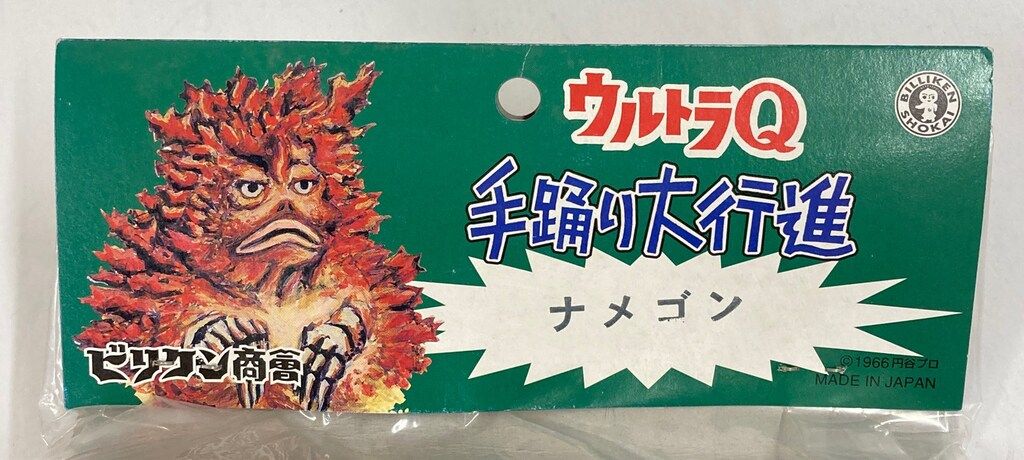 ウルトラQ
BILLIKEN SHOKAI
手踊り大行進
ナメゴン
ビリケン商會
©1966円谷プロ
MADE IN JAPAN